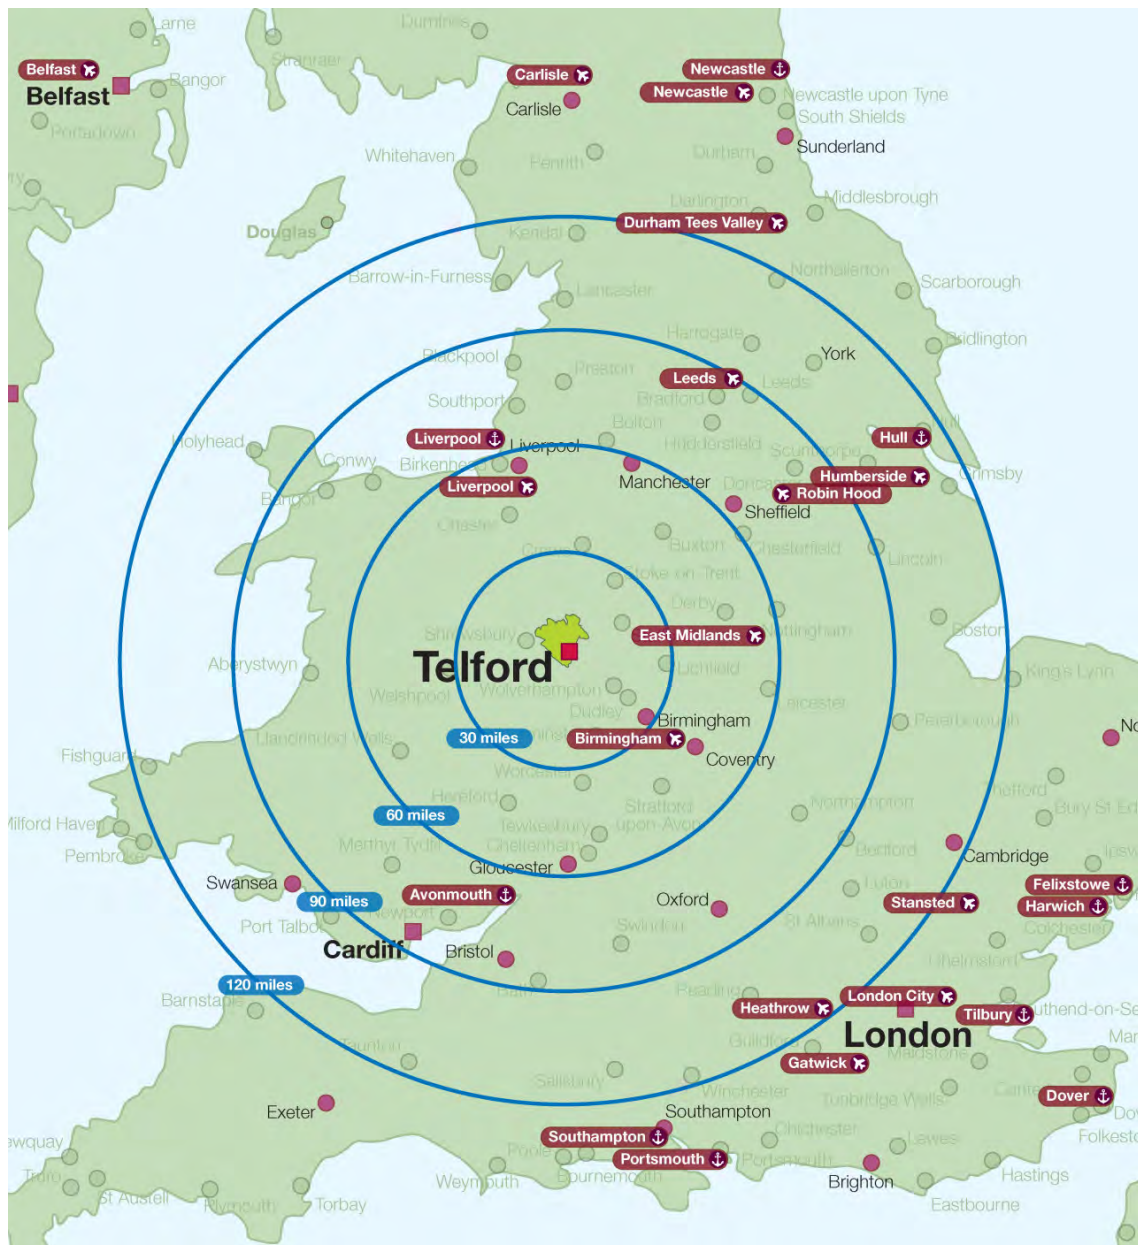 Larne
Dumfries
Stranraer
Belfast
Bangor
Belfast
Portadown
Carlisle
Carlisle
Newcastle
Newcastle
Newcastle upon Tyne
South Shields
Sunderland
Whitehaven
Penrith
Durham
Darlington
Middlesbrough
Durham Tees Valley
Douglas
Kendal
Barrow-in-Furness
Northallerton
Scarborough
Lancaster
Harrogate
Bridlington
York
Blackpool
Preston
Leeds
Leeds
Bradford
Southport
Bolton
Huddersfield
Hull
Hull
Liverpool
Liverpool
Holyhead
Conwy
Birkenhead
Manchester
Scunthorpe
Grimsby
Humberside
Doncaster
Robin Hood
Bangor
Liverpool
Sheffield
Chester
Crewe
Buxton
Chesterfield
Lincoln
Stoke on Trent
Derby
Nottingham
Boston
Shrewsbury
East Midlands
Telford
Lichfield
King's Lynn
Aberystwyn
Welshpool
Wolverhampton
Dudley
Leicester
Peterborough
Birmingham
30 miles
Birmingham
Llandrindod Wells
Coventry
No
Fishguard
Worcester
Thetford
Hereford
Stratford
upon-Avon
Northampton
Bury St Ed
60 miles
Milford Haven
Tewkesbury
Pembroke
Merthyr Tydfil
Cheltenham
Gloucester
Bedford
Cambridge
Ipsw
Swansea
Avonmouth
Luton
Felixstowe
90 miles
Oxford
Stansted
Harwich
Port Talbot
Newport
Swindon
St Albans
Colchester
Cardiff
Bristol
Chelmsford
120 miles
Bath
Reading
London City
Barnstaple
Heathrow
Tilbury
uthend-on-Se
London
Guildford
Mar
Taunton
Gatwick
Maidstone
Salisbury
Winchester
Tunbridge Wells
Dover
Exeter
Southampton
Folkest
Southampton
Chichester
Lewes
ewquay
Poole
Portsmouth
Portsmouth
Hastings
Truro
Weymouth
Bournemouth
Brighton
St Austell
Plymouth
Torbay
Eastbourne